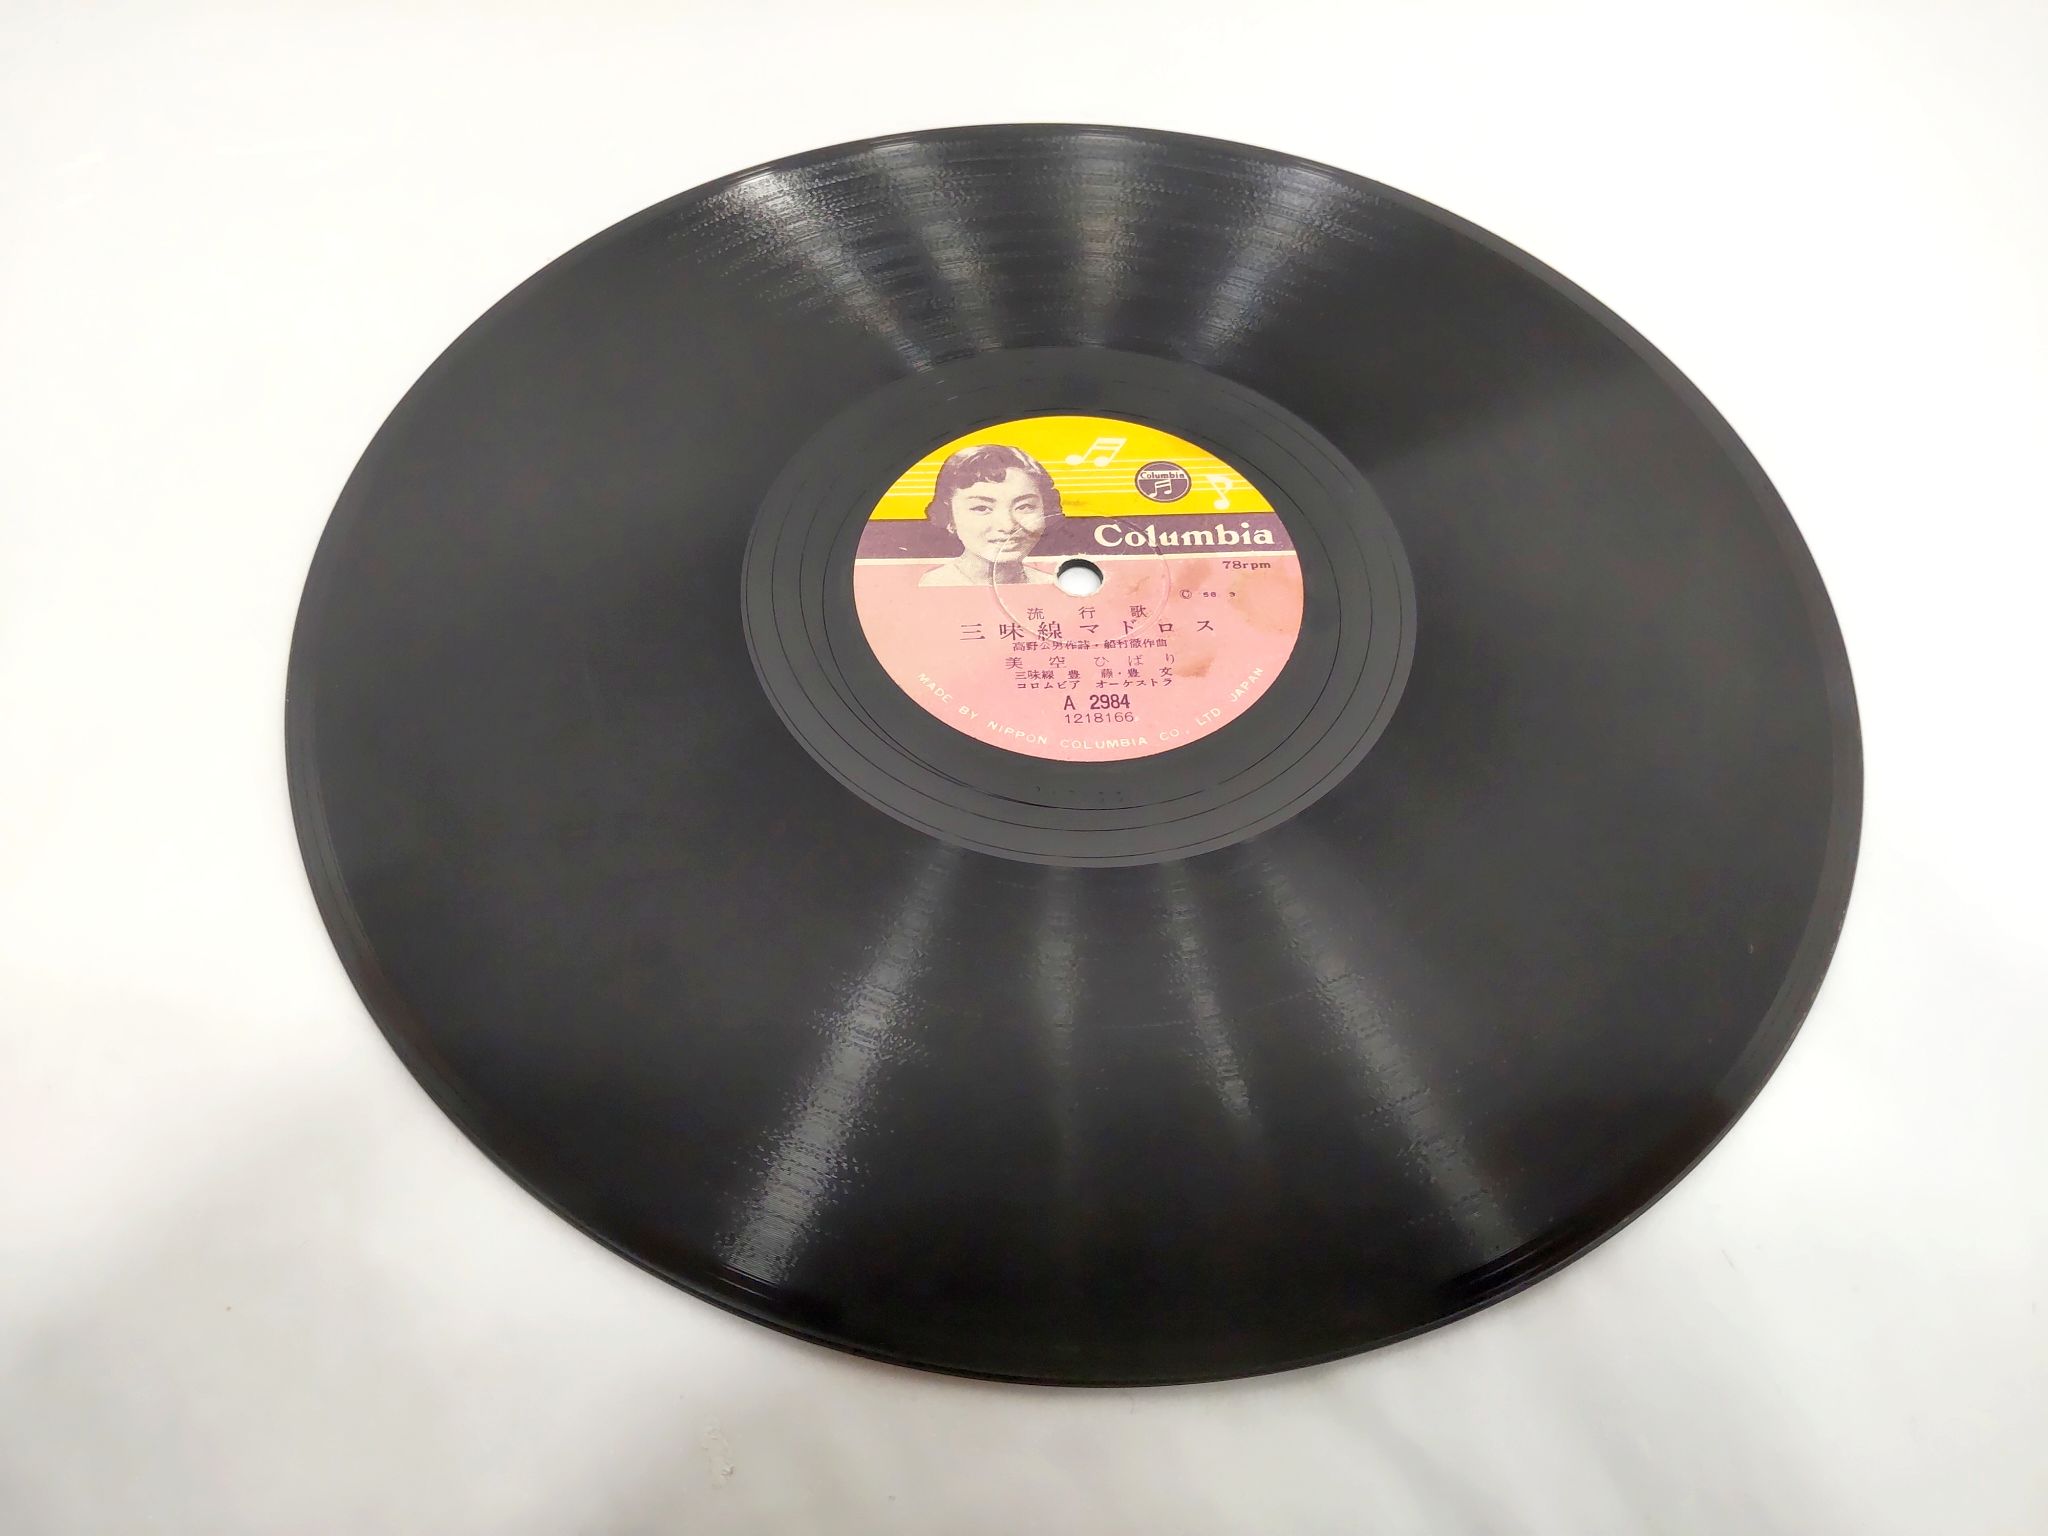 Columbia
Columbia
78rpm
© '58. 3
流行歌
三味線マドロス
高野公男作詩・船村徹作曲
美空ひばり
三味線 豊藤・豊文
コロムビア オーケストラ
A 2984
1218166
MADE BY NIPPON COLUMBIA CO., LTD JAPAN